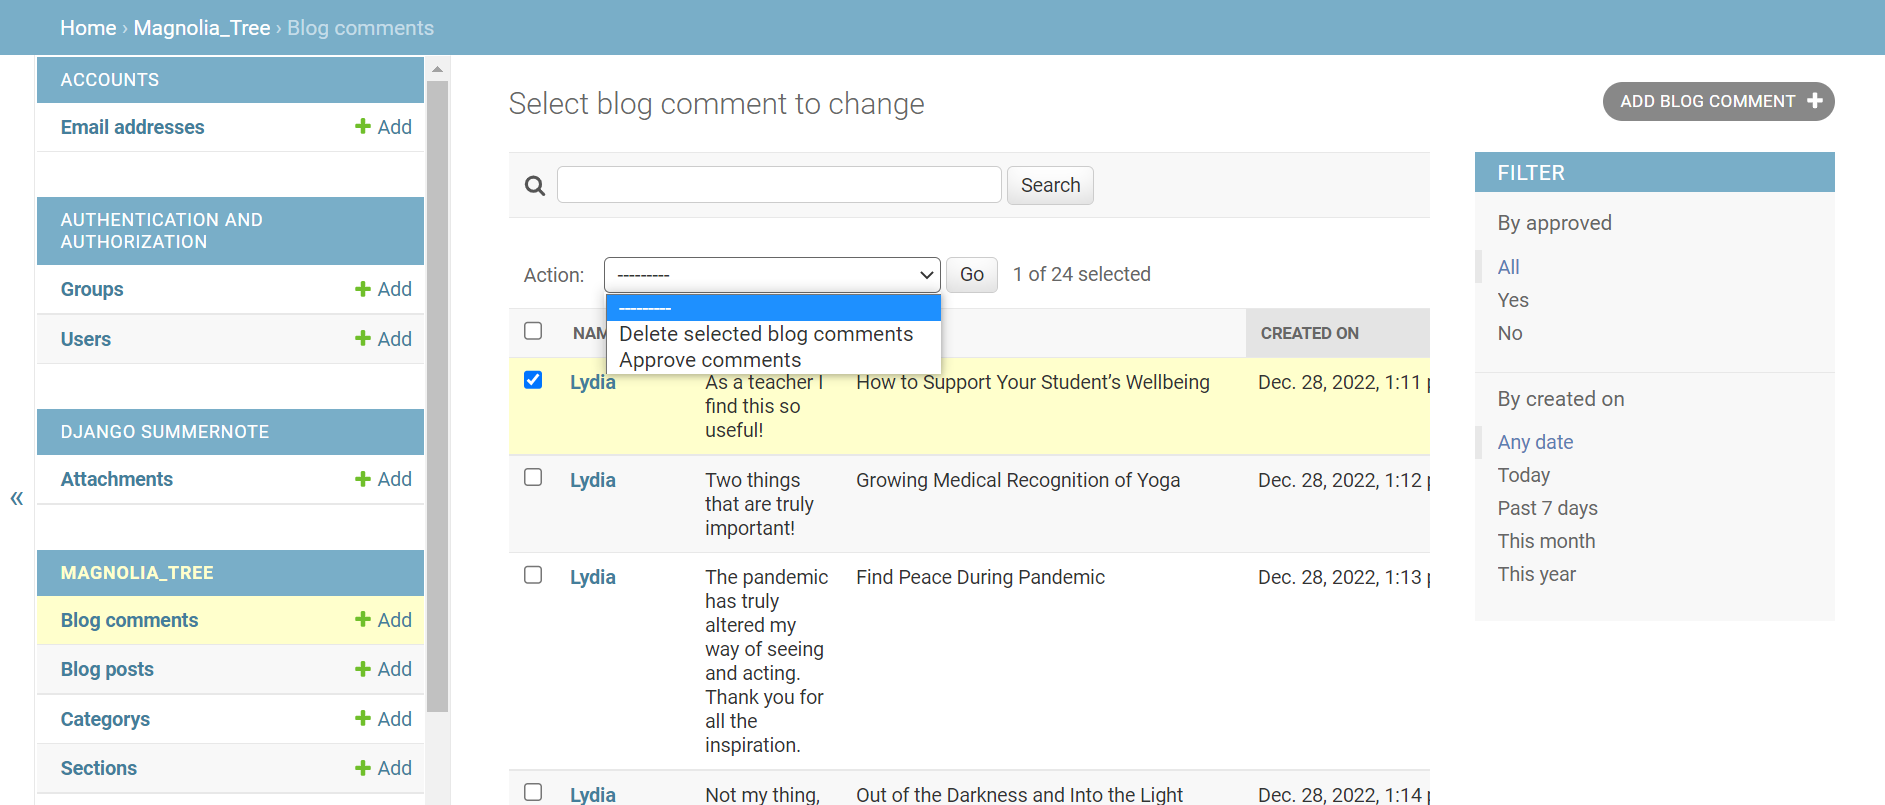 Home › Magnolia_Tree › Blog comments
ACCOUNTS
Email addresses
Add
AUTHENTICATION AND
AUTHORIZATION
Groups
Add
Users
Add
DJANGO SUMMERNOTE
Attachments
Add
«
MAGNOLIA_TREE
Blog comments
Add
Blog posts
Add
Categorys
Add
Sections
Add
Select blog comment to change
ADD BLOG COMMENT
Search
Action:
---------
Go
1 of 24 selected
---------
Delete selected blog comments
Approve comments
CREATED ON
Lydia
As a teacher I
find this so
useful!
How to Support Your Student’s Wellbeing
Dec. 28, 2022, 1:11
Lydia
Two things
that are truly
important!
Growing Medical Recognition of Yoga
Dec. 28, 2022, 1:12
Lydia
The pandemic
has truly
altered my
way of seeing
and acting.
Thank you for
all the
inspiration.
Find Peace During Pandemic
Dec. 28, 2022, 1:13
Lydia
Not my thing,
Out of the Darkness and Into the Light
Dec. 28, 2022, 1:14
FILTER
By approved
All
Yes
No
By created on
Any date
Today
Past 7 days
This month
This year